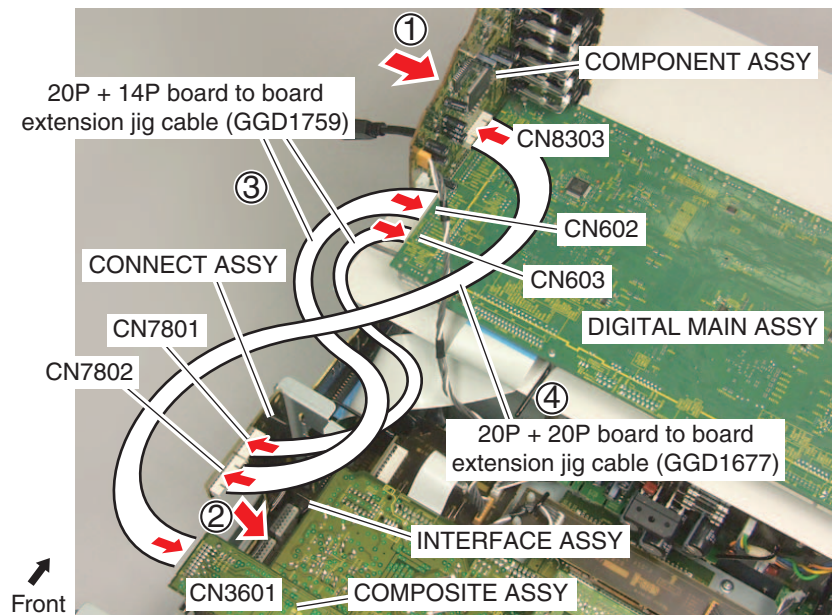 ①
COMPONENT ASSY
20P + 14P board to board
extension jig cable (GGD1759)
CN8303
③
CN602
CN603
CONNECT ASSY
CN7801
DIGITAL MAIN ASSY
CN7802
④
20P + 20P board to board
extension jig cable (GGD1677)
②
INTERFACE ASSY
CN3601
COMPOSITE ASSY
Front